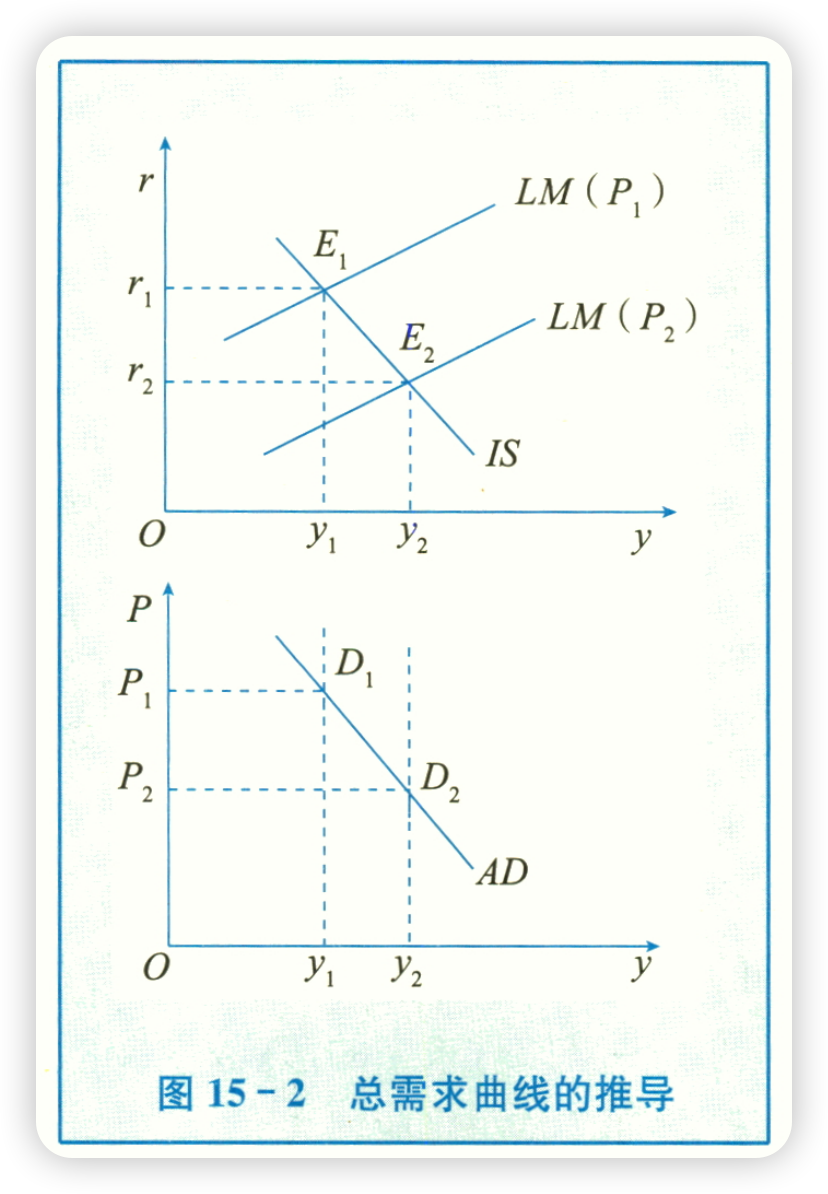 r
LM（P₁）
E₁
r₁
LM（P₂）
E₂
r₂
IS
O y₁ y₂ y
P
D₁
P₁
P₂ D₂
AD
O y₁ y₂ y
图 15－2 总需求曲线的推导